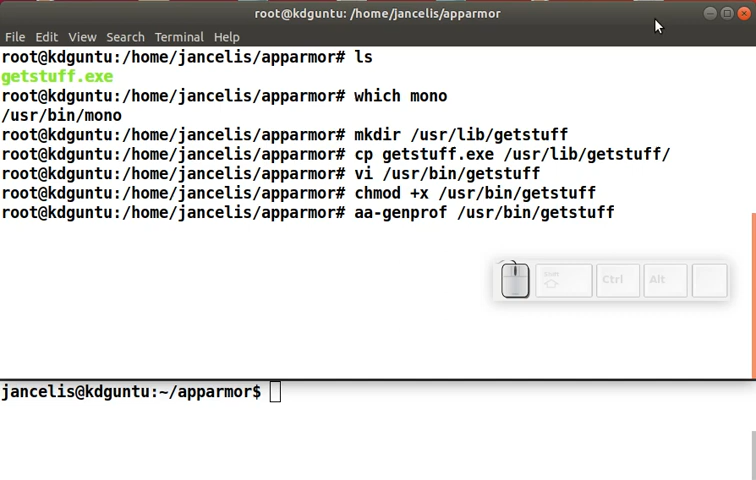 root@kdguntu: /home/jancelis/apparmor
File Edit View Search Terminal Help
root@kdguntu:/home/jancelis/apparmor# ls
getstuff.exe
root@kdguntu:/home/jancelis/apparmor# which mono
/usr/bin/mono
root@kdguntu:/home/jancelis/apparmor# mkdir /usr/lib/getstuff
root@kdguntu:/home/jancelis/apparmor# cp getstuff.exe /usr/lib/getstuff/
root@kdguntu:/home/jancelis/apparmor# vi /usr/bin/getstuff
root@kdguntu:/home/jancelis/apparmor# chmod +x /usr/bin/getstuff
root@kdguntu:/home/jancelis/apparmor# aa-genprof /usr/bin/getstuff
Ctrl Alt
jancelis@kdguntu:~/apparmor$